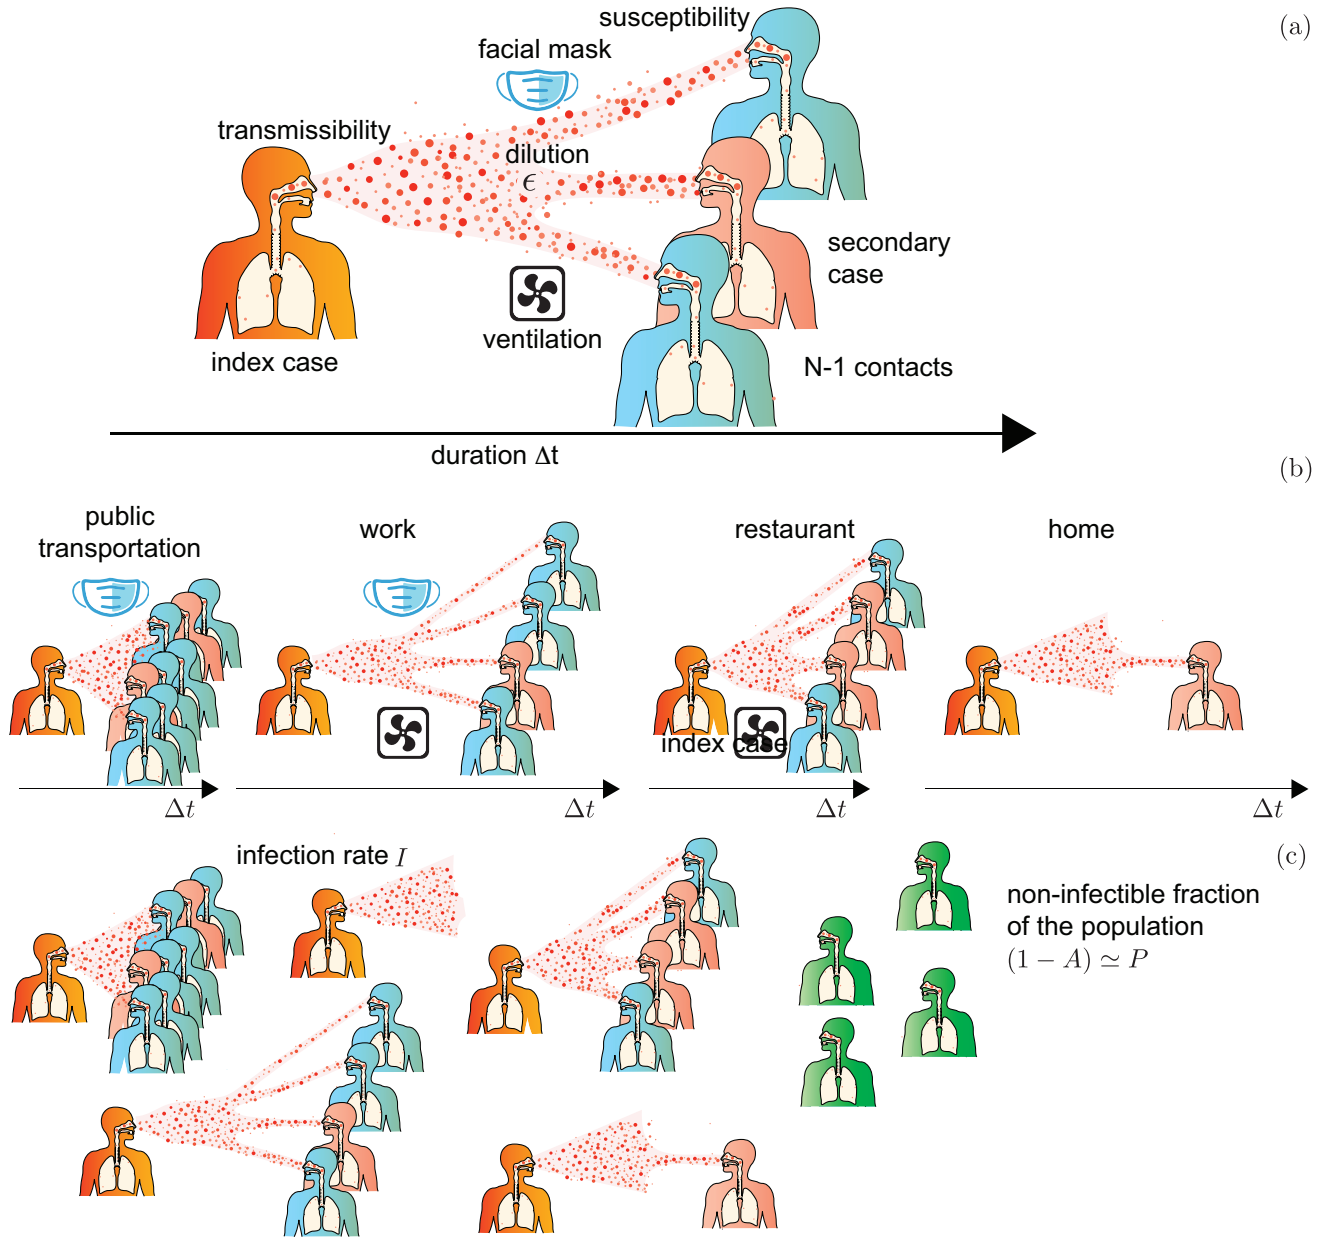 (a)
susceptibility
facial mask
transmissibility
dilution
ϵ
secondary
case
ventilation
index case
N-1 contacts
duration Δt
(b)
public
transportation
work
restaurant
home
index case
Δt
Δt
Δt
Δt
(c)
infection rate I
non-infectible fraction
of the population
(1 − A) ≃ P